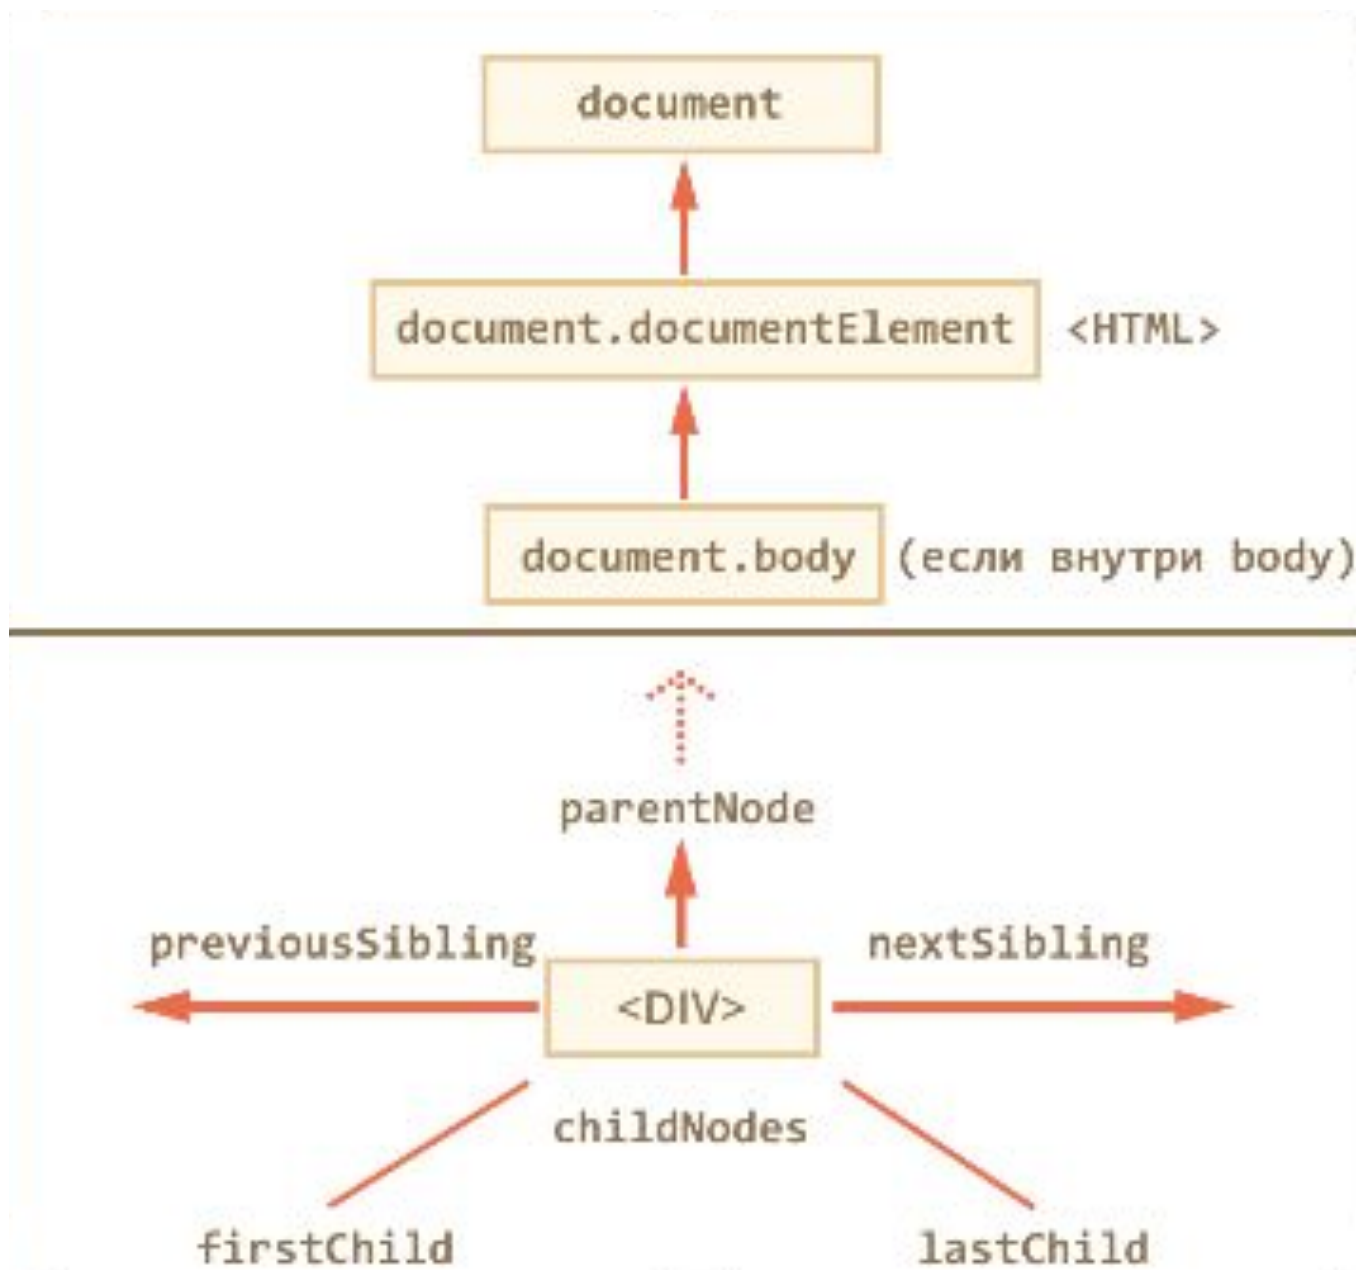 document
document.documentElement <HTML>
document.body (если внутри body)
parentNode
previousSibling nextSibling
<DIV>
childNodes
firstChild lastChild